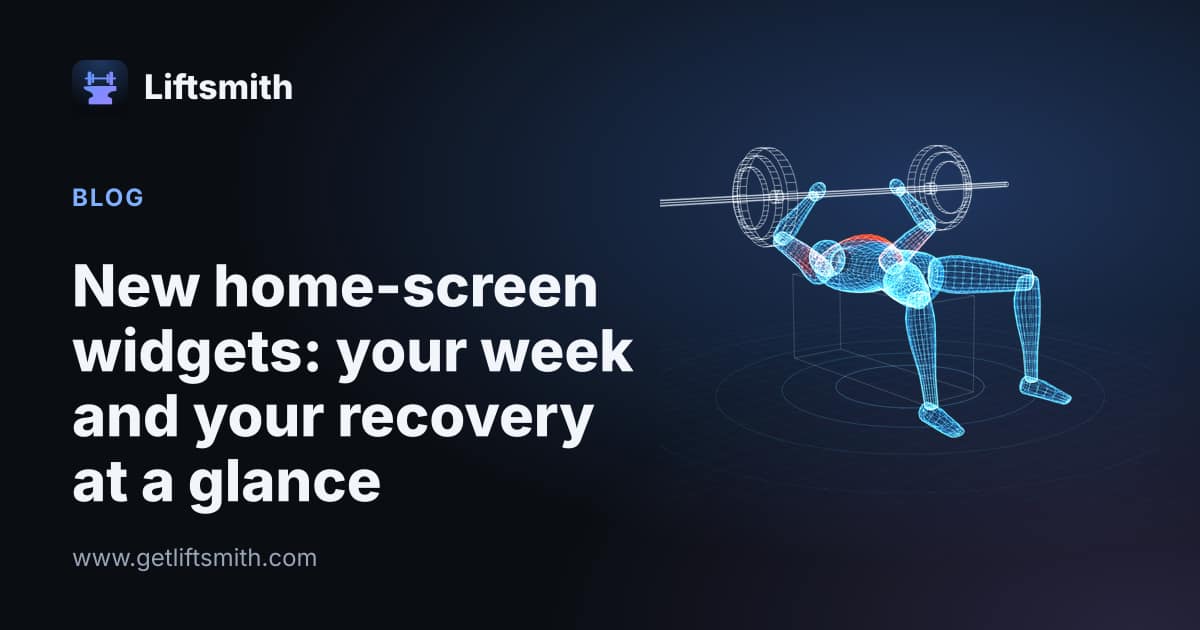 Liftsmith
BLOG
New home-screen
widgets: your week
and your recovery
at a glance
www.getliftsmith.com